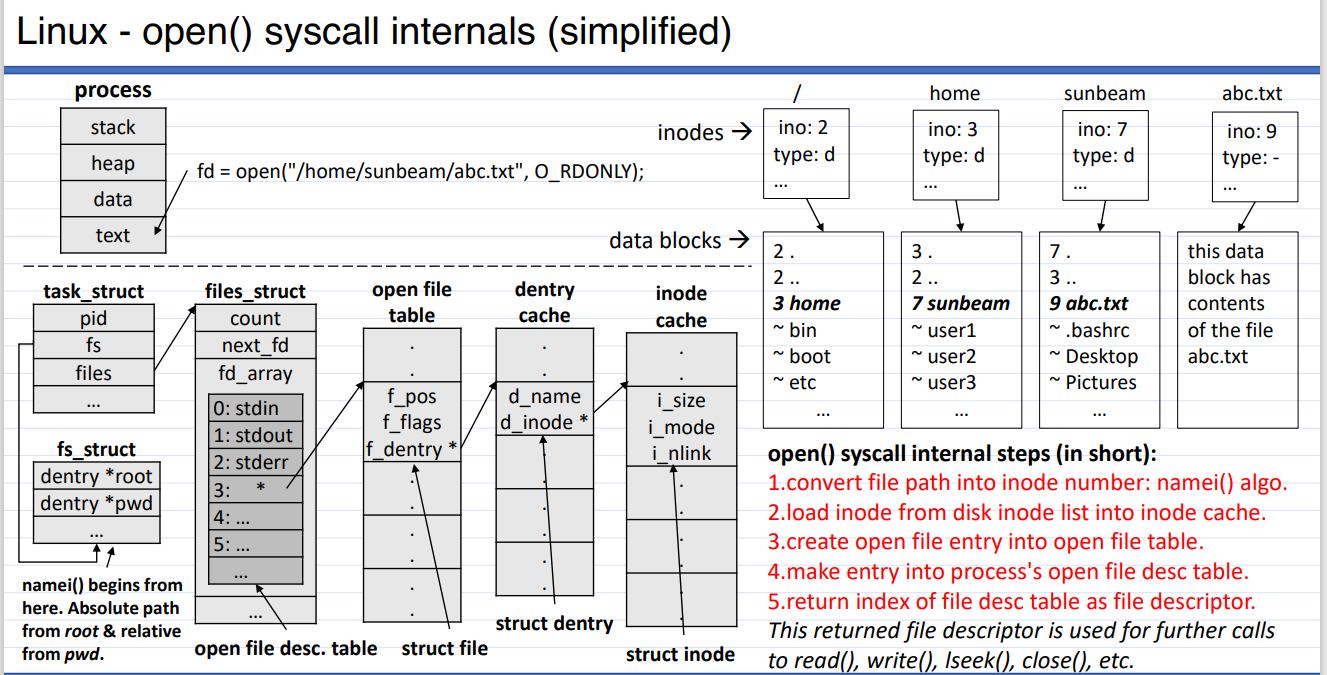 Linux - open() syscall internals (simplified)
process
stack
heap
data
text
fd = open("/home/sunbeam/abc.txt", O_RDONLY);
inodes →
/
ino: 2
type: d
...
home
ino: 3
type: d
...
sunbeam
ino: 7
type: d
...
abc.txt
ino: 9
type: -
...
data blocks →
2 .
2 ..
3 home
~ bin
~ boot
~ etc
...
3 .
7 sunbeam
2 ..
~ user1
~ user2
~ user3
...
7 .
3 ..
9 abc.txt
~ .bashrc
~ Desktop
~ Pictures
...
this data
block has
contents
of the file
abc.txt
task_struct
pid
fs
files
...
fs_struct
dentry *root
dentry *pwd
...
namei() begins from
here. Absolute path
from root & relative
from pwd.
files_struct
count
next_fd
fd_array
0: stdin
1: stdout
2: stderr
3: *
4: ...
5: ...
...
...
open file desc. table
open file
table
.
.
f_pos
f_flags
f_dentry *
.
.
.
.
.
.
struct file
dentry
cache
.
.
d_name
d_inode *
.
.
.
.
.
.
struct dentry
inode
cache
.
.
i_size
i_mode
i_nlink
.
.
.
.
.
.
struct inode
open() syscall internal steps (in short):
1.convert file path into inode number: namei() algo.
2.load inode from disk inode list into inode cache.
3.create open file entry into open file table.
4.make entry into process's open file desc table.
5.return index of file desc table as file descriptor.
This returned file descriptor is used for further calls
to read(), write(), lseek(), close(), etc.